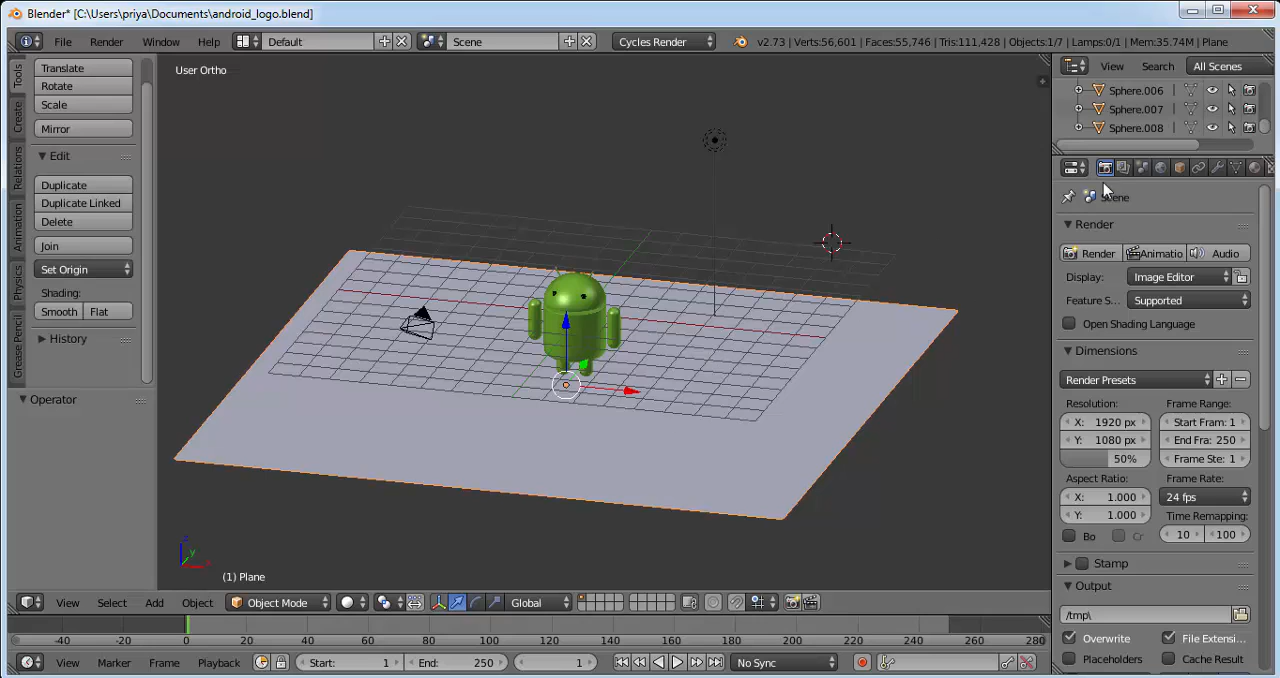 Blender* [C:\Users\priya\Documents\android_logo.blend]
File Render Window Help Default Scene Cycles Render v2.73 | Verts:56,601 | Faces:55,746 | Tris:111,428 | Objects:1/7 | Lamps:0/1 | Mem:35.74M | Plane
Tools
Create
Relations
Animation
Physics
Grease Pencil
Translate
Rotate
Scale
Mirror
Edit
Duplicate
Duplicate Linked
Delete
Join
Set Origin
Shading:
Smooth Flat
History
Operator
User Ortho
(1) Plane
View Search All Scenes
Sphere.006
Sphere.007
Sphere.008
Scene
Render
Render Animatio Audio
Display: Image Editor
Feature S... Supported
Open Shading Language
Dimensions
Render Presets
Resolution: Frame Range:
X: 1920 px Start Fram: 1
Y: 1080 px End Fra: 250
50% Frame Ste: 1
Aspect Ratio: Frame Rate:
X: 1.000 24 fps
Y: 1.000 Time Remapping:
Bo Cr 10 100
Stamp
Output
/tmp\
Overwrite File Extensi...
Placeholders Cache Result
View Select Add Object Object Mode Global
-40 -20 0 20 40 60 80 100 120 140 160 180 200 220 240 260 280
View Marker Frame Playback Start: 1 End: 250 1 No Sync